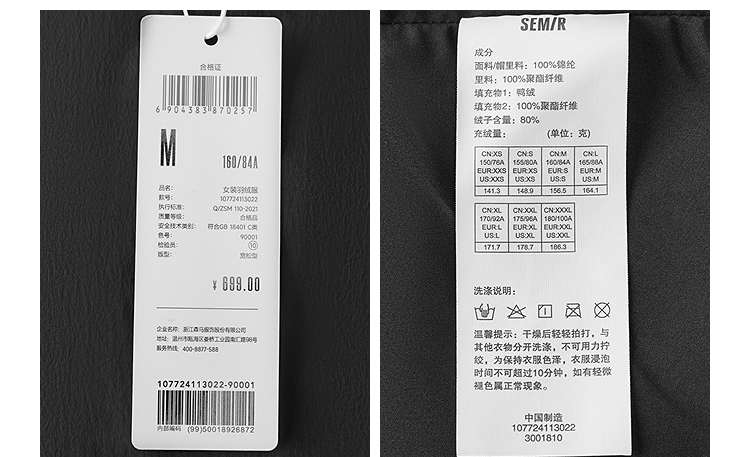 合格证
6 904383 870257
M
160/84A
品名: 女装羽绒服
款号: 107724113022
执行标准: Q/ZSM 110-2021
质量等级: 合格品
安全技术类别: 符合GB 18401 C类
色号: 90001
检验员: 10
版型: 宽松型
¥ 699.00
企业名称: 浙江森马服饰股份有限公司
地址: 温州市瓯海区娄桥工业园南汇路98号
服务热线: 400-8877-588
107724113022-90001
内部编码 (99)50018926872
SEM/R
成分
面料/帽里料: 100%锦纶
里料: 100%聚酯纤维
填充物1: 鸭绒
填充物2: 100%聚酯纤维
绒子含量: 80%
充绒量: (单位: 克)
CN:XS CN:S CN:M CN:L
150/76A 155/80A 160/84A 165/88A
EUR:XXS EUR:XS EUR:S EUR:M
US:XXS US:XS US:S US:M
141.3 148.9 156.5 164.1
CN:XL CN:XXL CN:XXXL
170/92A 175/96A 180/100A
EUR:L EUR:XL EUR:XXL
US:L US:XL US:XXL
171.7 178.7 186.3
洗涤说明:
温馨提示: 干燥后轻轻拍打, 与
其他衣物分开洗涤, 不可用力拧
绞, 为保持衣服色泽, 衣服浸泡
时间不可超过10分钟, 如有轻微
褪色属正常现象。
中国制造
107724113022
3001810